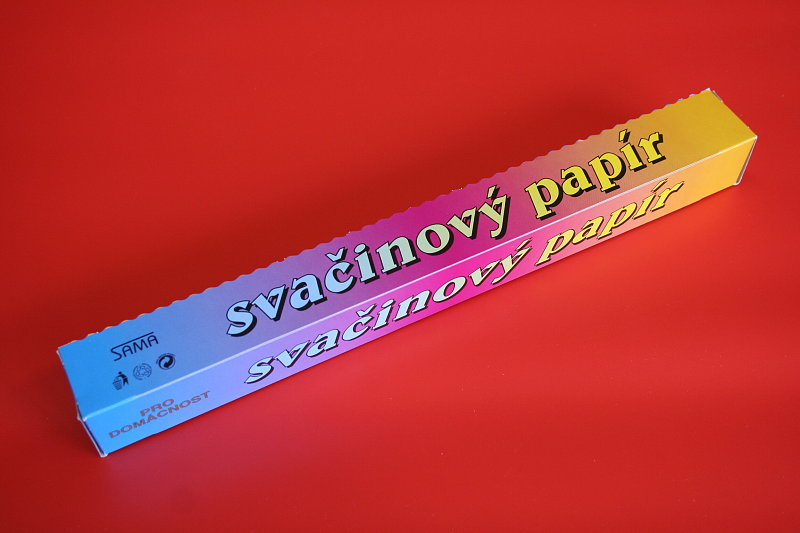 svačinový papír
SAMA
svačinový papír
PRO
DOMÁCNOST